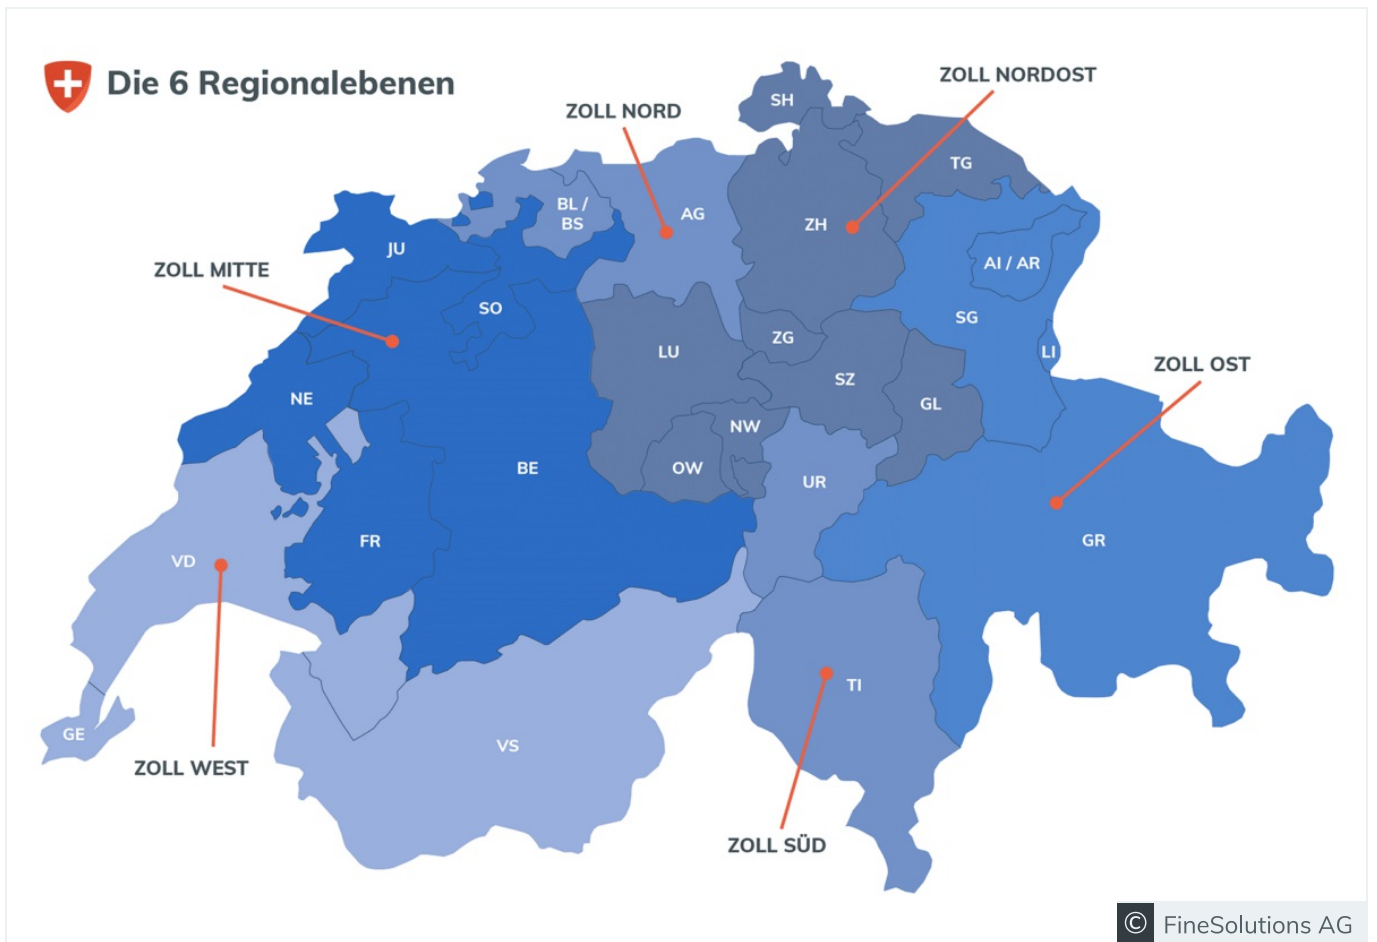 Die 6 Regionalebenen
ZOLL NORDOST
SH
ZOLL NORD
TG
BL /
BS
AG
ZH
JU
AI / AR
ZOLL MITTE
SO
SG
ZG
LU
LI
ZOLL OST
SZ
NE
GL
NW
BE
OW
UR
FR
GR
VD
TI
GE
VS
ZOLL WEST
ZOLL SÜD
© FineSolutions AG